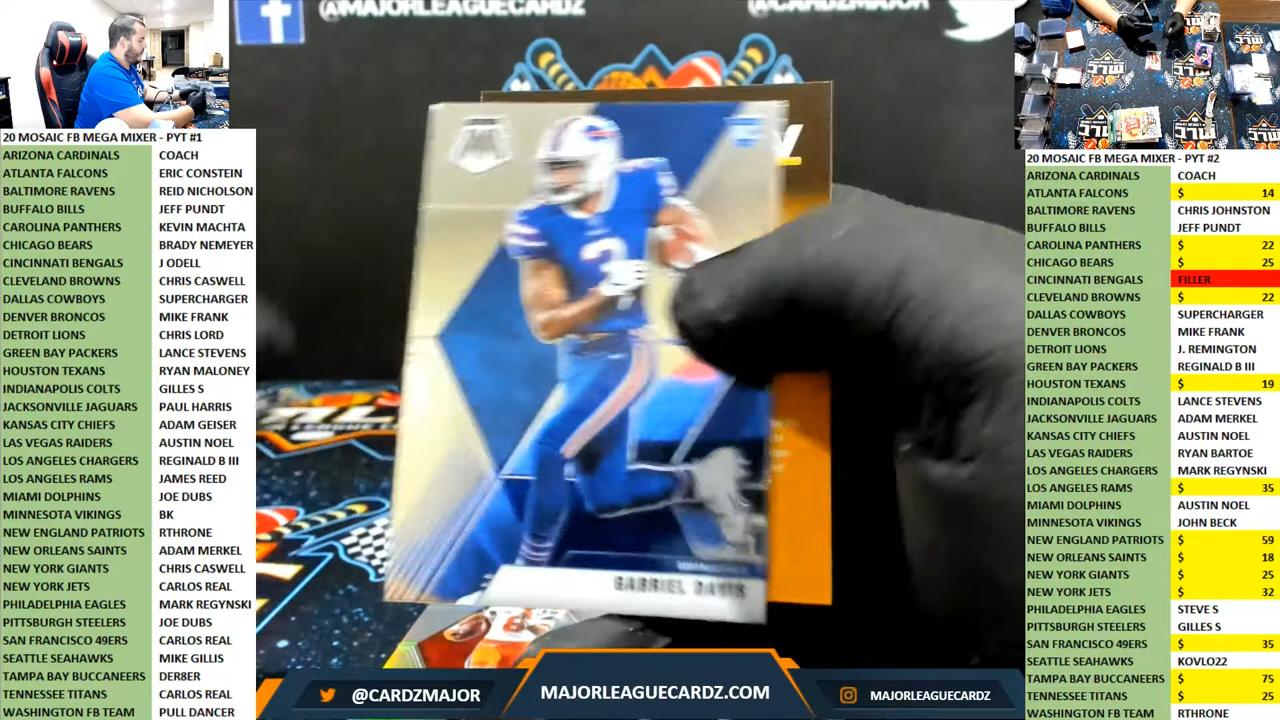 @MAJORLEAGUECARDZ
@CARDZMAJOR
20 MOSAIC FB MEGA MIXER - PYT #1
ARIZONA CARDINALS COACH
ATLANTA FALCONS ERIC CONSTEIN
BALTIMORE RAVENS REID NICHOLSON
BUFFALO BILLS JEFF PUNDT
CAROLINA PANTHERS KEVIN MACHTA
CHICAGO BEARS BRADY NEMEYER
CINCINNATI BENGALS J ODELL
CLEVELAND BROWNS CHRIS CASWELL
DALLAS COWBOYS SUPERCHARGER
DENVER BRONCOS MIKE FRANK
DETROIT LIONS CHRIS LORD
GREEN BAY PACKERS LANCE STEVENS
HOUSTON TEXANS RYAN MALONEY
INDIANAPOLIS COLTS GILLES S
JACKSONVILLE JAGUARS PAUL HARRIS
KANSAS CITY CHIEFS ADAM GEISER
LAS VEGAS RAIDERS AUSTIN NOEL
LOS ANGELES CHARGERS REGINALD B III
LOS ANGELES RAMS JAMES REED
MIAMI DOLPHINS JOE DUBS
MINNESOTA VIKINGS BK
NEW ENGLAND PATRIOTS RTHRONE
NEW ORLEANS SAINTS ADAM MERKEL
NEW YORK GIANTS CHRIS CASWELL
NEW YORK JETS CARLOS REAL
PHILADELPHIA EAGLES MARK REGYNSKI
PITTSBURGH STEELERS JOE DUBS
SAN FRANCISCO 49ERS CARLOS REAL
SEATTLE SEAHAWKS MIKE GILLIS
TAMPA BAY BUCCANEERS DER8ER
TENNESSEE TITANS CARLOS REAL
WASHINGTON FB TEAM PULL DANCER
GABRIEL DAVIS
20 MOSAIC FB MEGA MIXER - PYT #2
ARIZONA CARDINALS COACH
ATLANTA FALCONS $ 14
BALTIMORE RAVENS CHRIS JOHNSTON
BUFFALO BILLS JEFF PUNDT
CAROLINA PANTHERS $ 22
CHICAGO BEARS $ 25
CINCINNATI BENGALS FILLER
CLEVELAND BROWNS $ 22
DALLAS COWBOYS SUPERCHARGER
DENVER BRONCOS MIKE FRANK
DETROIT LIONS J. REMINGTON
GREEN BAY PACKERS REGINALD B III
HOUSTON TEXANS $ 19
INDIANAPOLIS COLTS LANCE STEVENS
JACKSONVILLE JAGUARS ADAM MERKEL
KANSAS CITY CHIEFS AUSTIN NOEL
LAS VEGAS RAIDERS RYAN BARTOE
LOS ANGELES CHARGERS MARK REGYNSKI
LOS ANGELES RAMS $ 35
MIAMI DOLPHINS AUSTIN NOEL
MINNESOTA VIKINGS JOHN BECK
NEW ENGLAND PATRIOTS $ 59
NEW ORLEANS SAINTS $ 18
NEW YORK GIANTS $ 25
NEW YORK JETS $ 32
PHILADELPHIA EAGLES STEVE S
PITTSBURGH STEELERS GILLES S
SAN FRANCISCO 49ERS $ 35
SEATTLE SEAHAWKS KOVLO22
TAMPA BAY BUCCANEERS $ 75
TENNESSEE TITANS $ 25
WASHINGTON FB TEAM RTHRONE
@CARDZMAJOR
MAJORLEAGUECARDZ.COM
MAJORLEAGUECARDZ